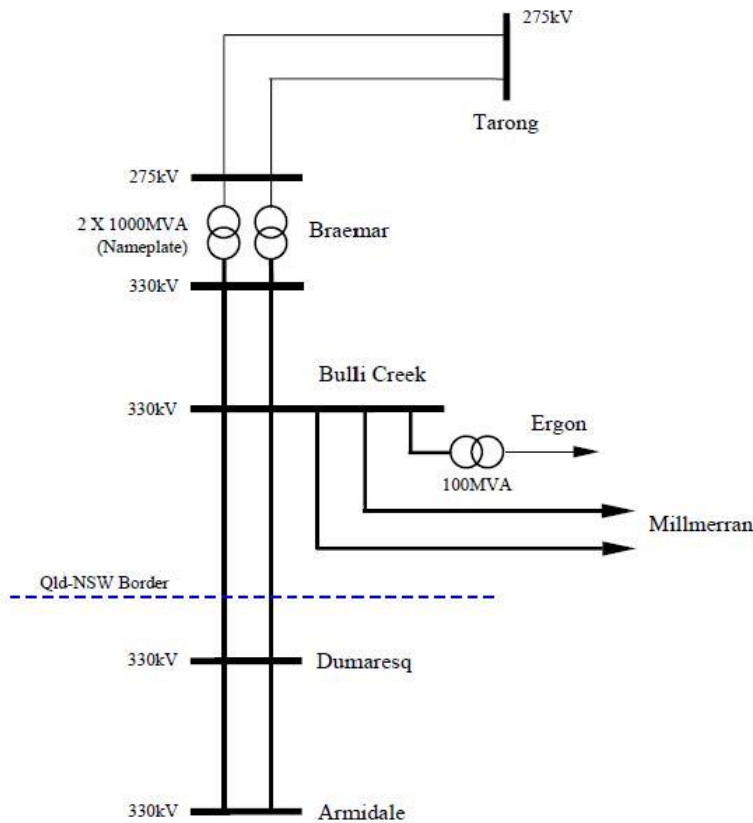 275kV
Tarong
275kV
2 X 1000MVA
(Nameplate)
Braemar
330kV
Bulli Creek
330kV
Ergon
100MVA
Millmerran
Qld-NSW Border
330kV
Dumaresq
330kV
Armidale